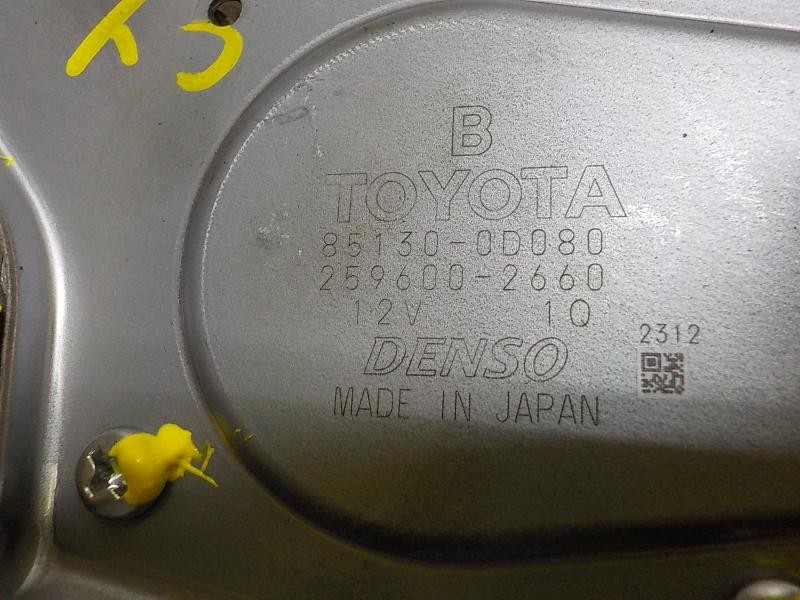 B
TOYOTA
85130-0D080
259600-2660
12V 1Q
DENSO
2312
MADE IN JAPAN